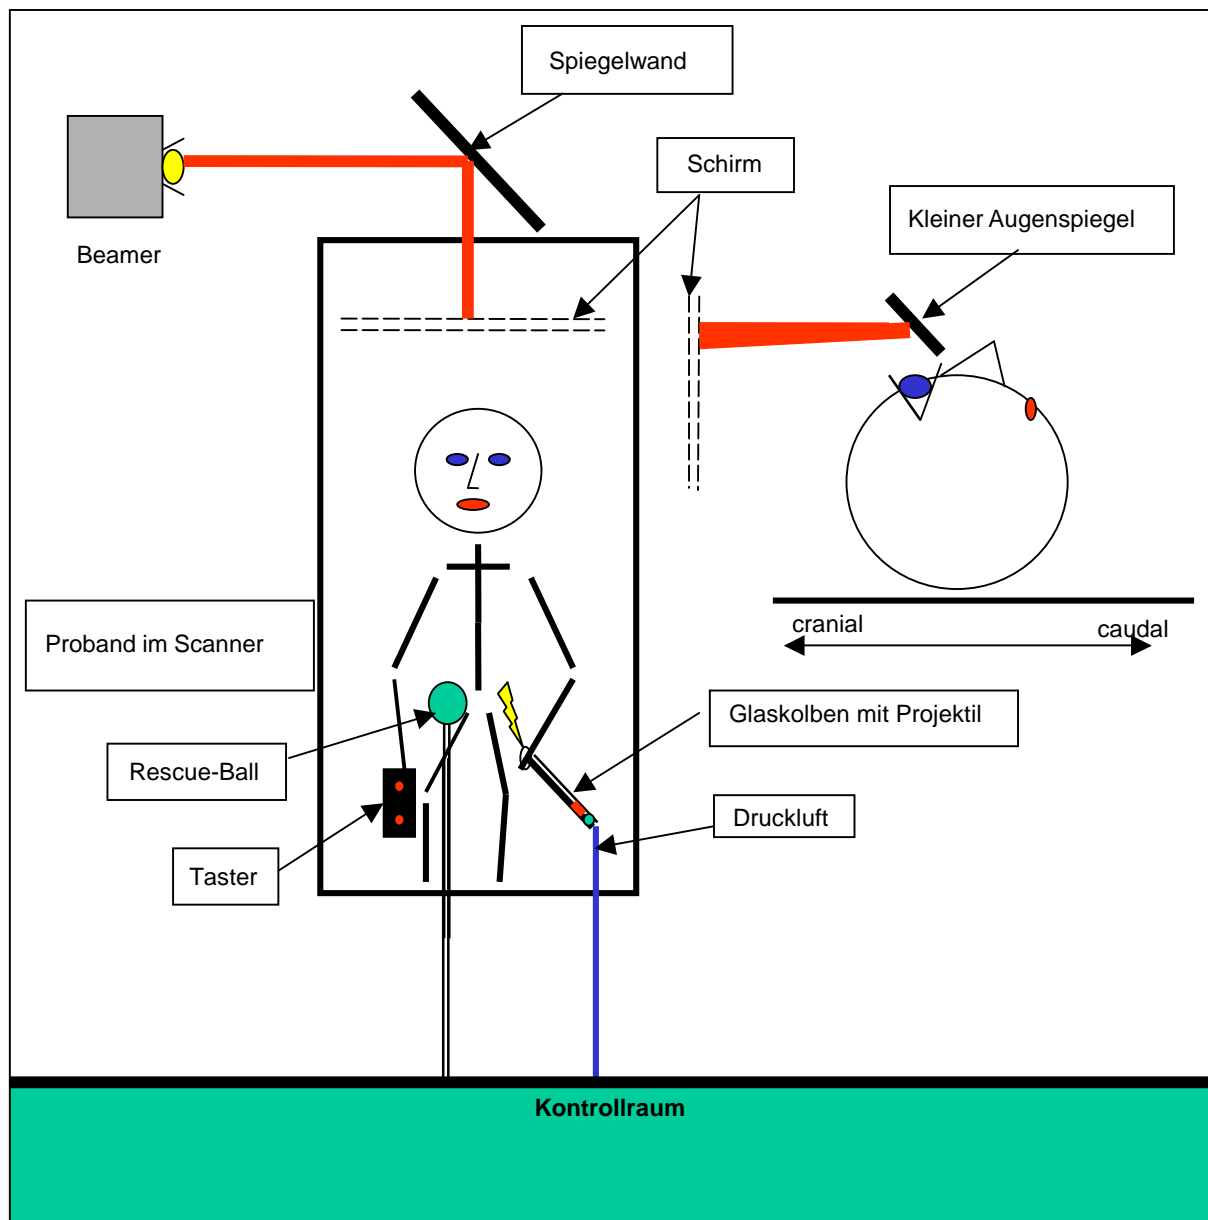 Spiegelwand
Schirm
Kleiner Augenspiegel
Beamer
Proband im Scanner
cranial
caudal
Glaskolben mit Projektil
Rescue-Ball
Druckluft
Taster
Kontrollraum